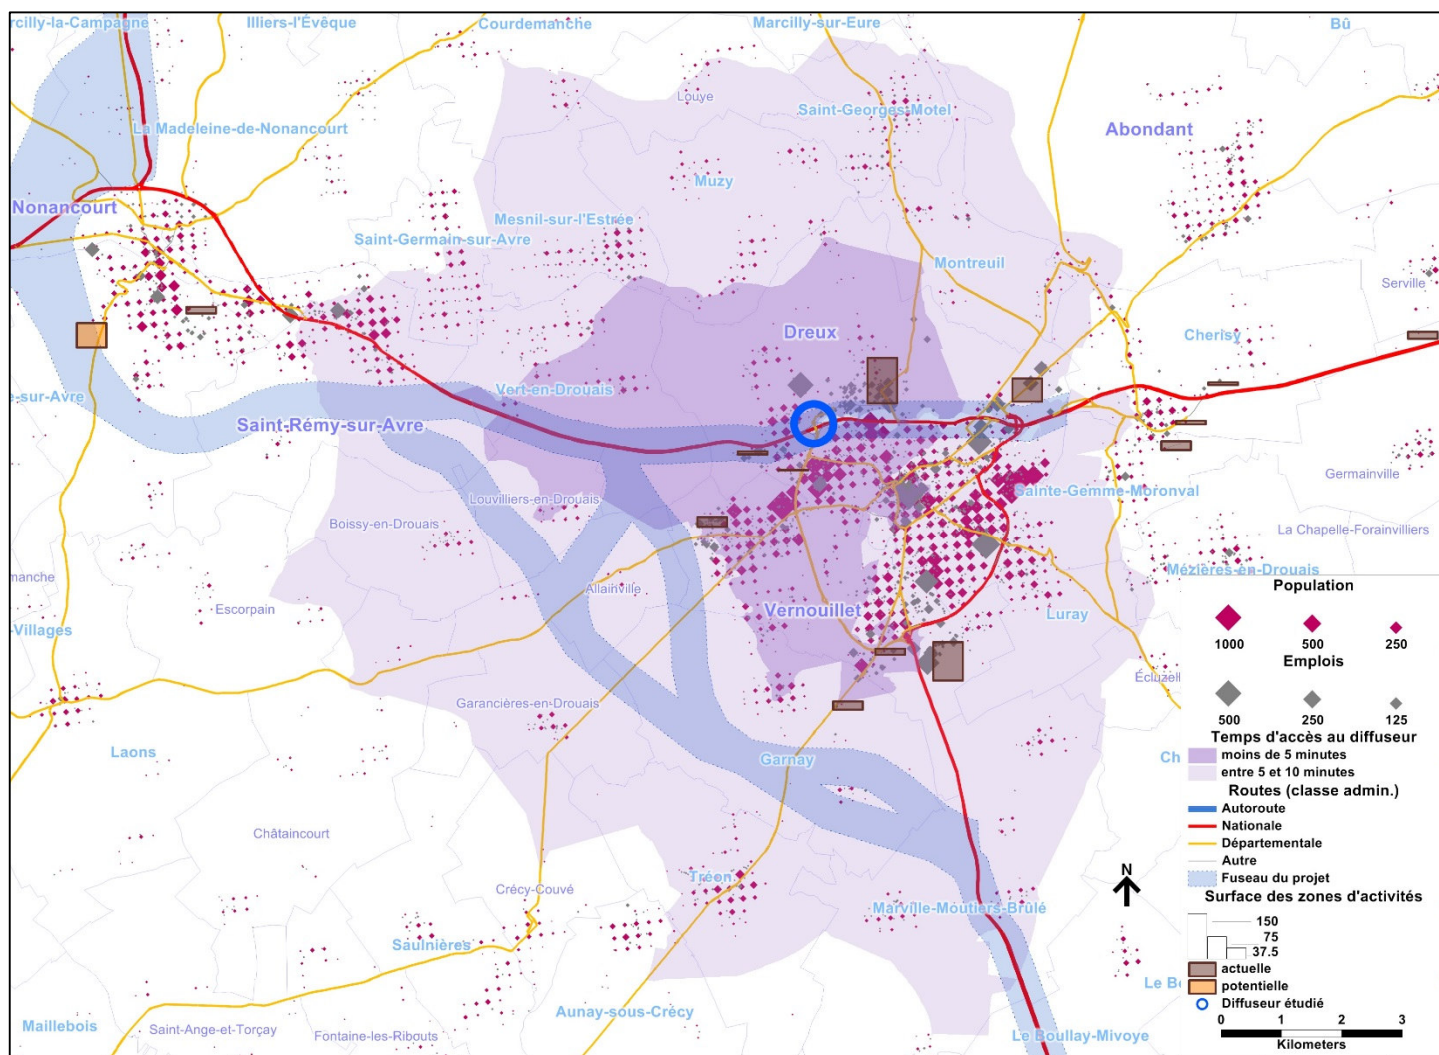 rcilly-la-Campagne
Illiers-l'Évêque
Courdemanche
Marcilly-sur-Eure
Bû
Louye
Saint-Georges-Motel
La Madeleine-de-Nonancourt
Abondant
Muzy
Nonancourt
Mesnil-sur-l'Estrée
Saint-Germain-sur-Avre
Montreuil
Serville
Dreux
Cherisy
Vert-en-Drouais
e-sur-Avre
Saint-Rémy-sur-Avre
Germainville
Sainte-Gemme-Moronval
Louvilliers-en-Drouais
Boissy-en-Drouais
La Chapelle-Forainvilliers
Mézières-en-Drouais
manche
Allainville
Escorpain
Vernouillet
Luray
-Villages
Écluzell
Garancières-en-Drouais
Laons
Garnay
Ch
Châtaincourt
Tréon
Crécy-Couvé
Marville-Moutiers-Brûlé
Saulnières
Le B
Aunay-sous-Crécy
Maillebois
Saint-Ange-et-Torçay
Fontaine-les-Ribouts
Le Boullay-Mivoye
N
Population
1000 500 250
Emplois
500 250 125
Temps d'accès au diffuseur
moins de 5 minutes
entre 5 et 10 minutes
Routes (classe admin.)
Autoroute
Nationale
Départementale
Autre
Fuseau du projet
Surface des zones d'activités
150
75
37.5
actuelle
potentielle
Diffuseur étudié
0 1 2 3
Kilometers